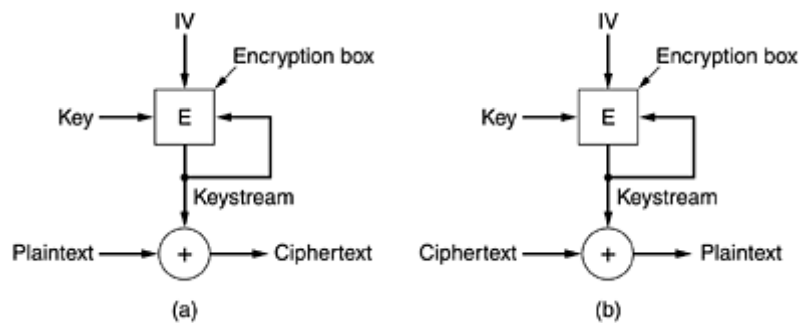 IV
Encryption box
Key
E
Keystream
Plaintext
+
Ciphertext
(a)
IV
Encryption box
Key
E
Keystream
Ciphertext
+
Plaintext
(b)